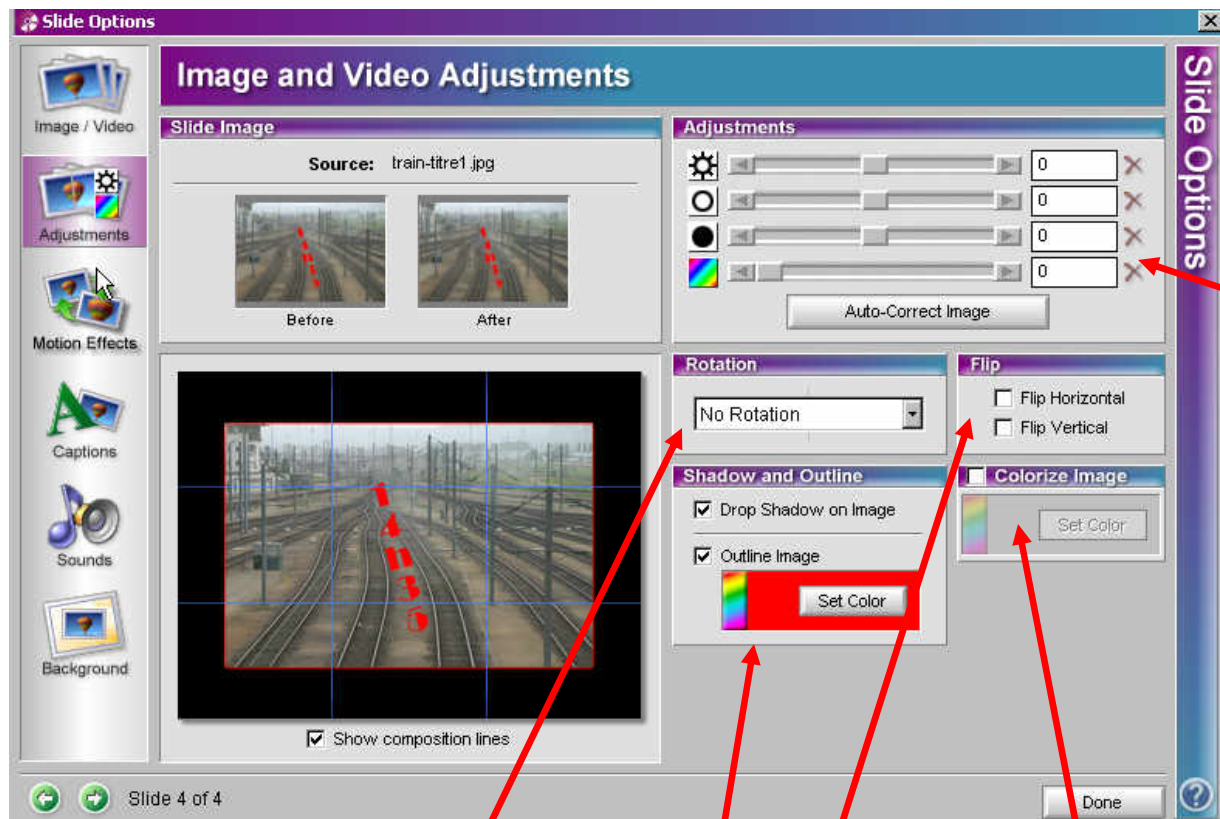 Slide Options
Image and Video Adjustments
Slide Options
Image / Video
Adjustments
Motion Effects
Captions
Sounds
Background
Slide Image
Source: train-titre1.jpg
Before
After
14h35
Show composition lines
Adjustments
0
0
0
0
Auto-Correct Image
Rotation
No Rotation
Flip
Flip Horizontal
Flip Vertical
Shadow and Outline
Drop Shadow on Image
Outline Image
Set Color
Colorize Image
Set Color
Slide 4 of 4
Done
?